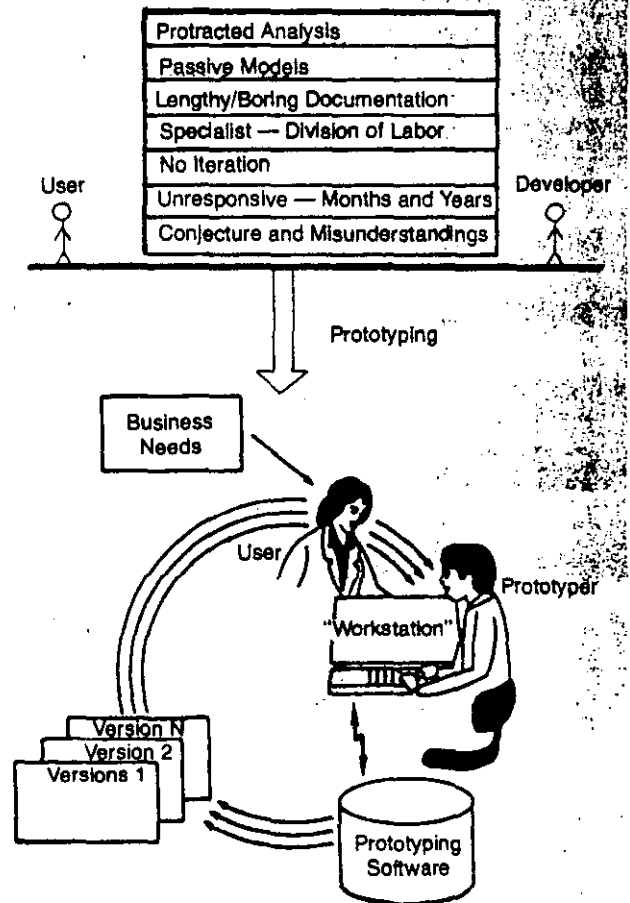 Protracted Analysis
Passive Models
Lengthy/Boring Documentation
Specialist — Division of Labor
No Iteration
User
Unresponsive — Months and Years
Developer
Conjecture and Misunderstandings
Prototyping
Business
Needs
User
Prototyper
"Workstation"
Version N
Version 2
Versions 1
Prototyping
Software